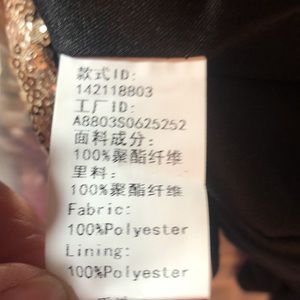 款式ID:
142118803
工厂ID:
A8803S0625252
面料成分:
100%聚酯纤维
里料:
100%聚酯纤维
Fabric:
100%Polyester
Lining:
100%Polyester